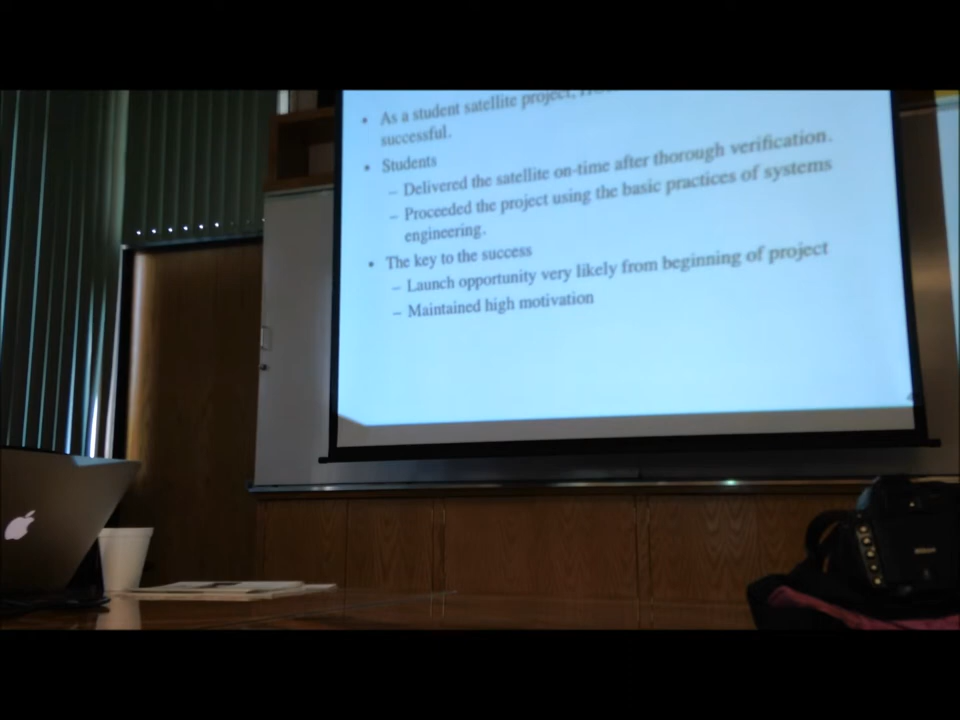 • As a student satellite project,
successful.
• Students
– Delivered the satellite on-time after thorough verification.
– Proceeded the project using the basic practices of systems
engineering.
• The key to the success
– Launch opportunity very likely from beginning of project
– Maintained high motivation